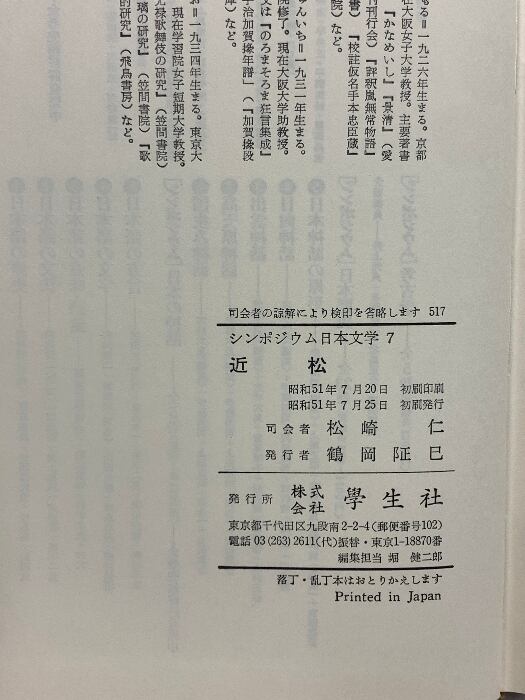 もる＝一九二六年生まる。京都
在大阪女子大学教授。主要著書
『かなめいし』『景清』（愛
時刊行会）『評釈嵐無常物語』
書）『校註仮名手本忠臣蔵』
院）など。
ゅんいち＝一九三一年生まる。
院修了。現在大阪大学助教授。
文は『のろまそろま狂言集成』
宇治加賀掾年譜」（『加賀掾段
庫）など。
お＝一九三四年生まる。東京大
現在学習院女子短期大学教授。
元禄歌舞伎の研究』（笠間書院）
璃の研究』（笠間書院）『歌
的研究』（飛鳥書房）など。
司会者の諒解により検印を省略します 517
シンポジウム日本文学 7
近 松
昭和51年 7 月20日 初刷印刷
昭和51年 7 月25日 初刷発行
司会者 松崎 仁
発行者 鶴岡阷巳
発行所 株式会社 學生社
東京都千代田区九段南2-2-4(郵便番号102)
電話 03(263)2611(代)振替・東京1-18870番
編集担当 堀 健二郎
落丁・乱丁本はおとりかえします
Printed in Japan